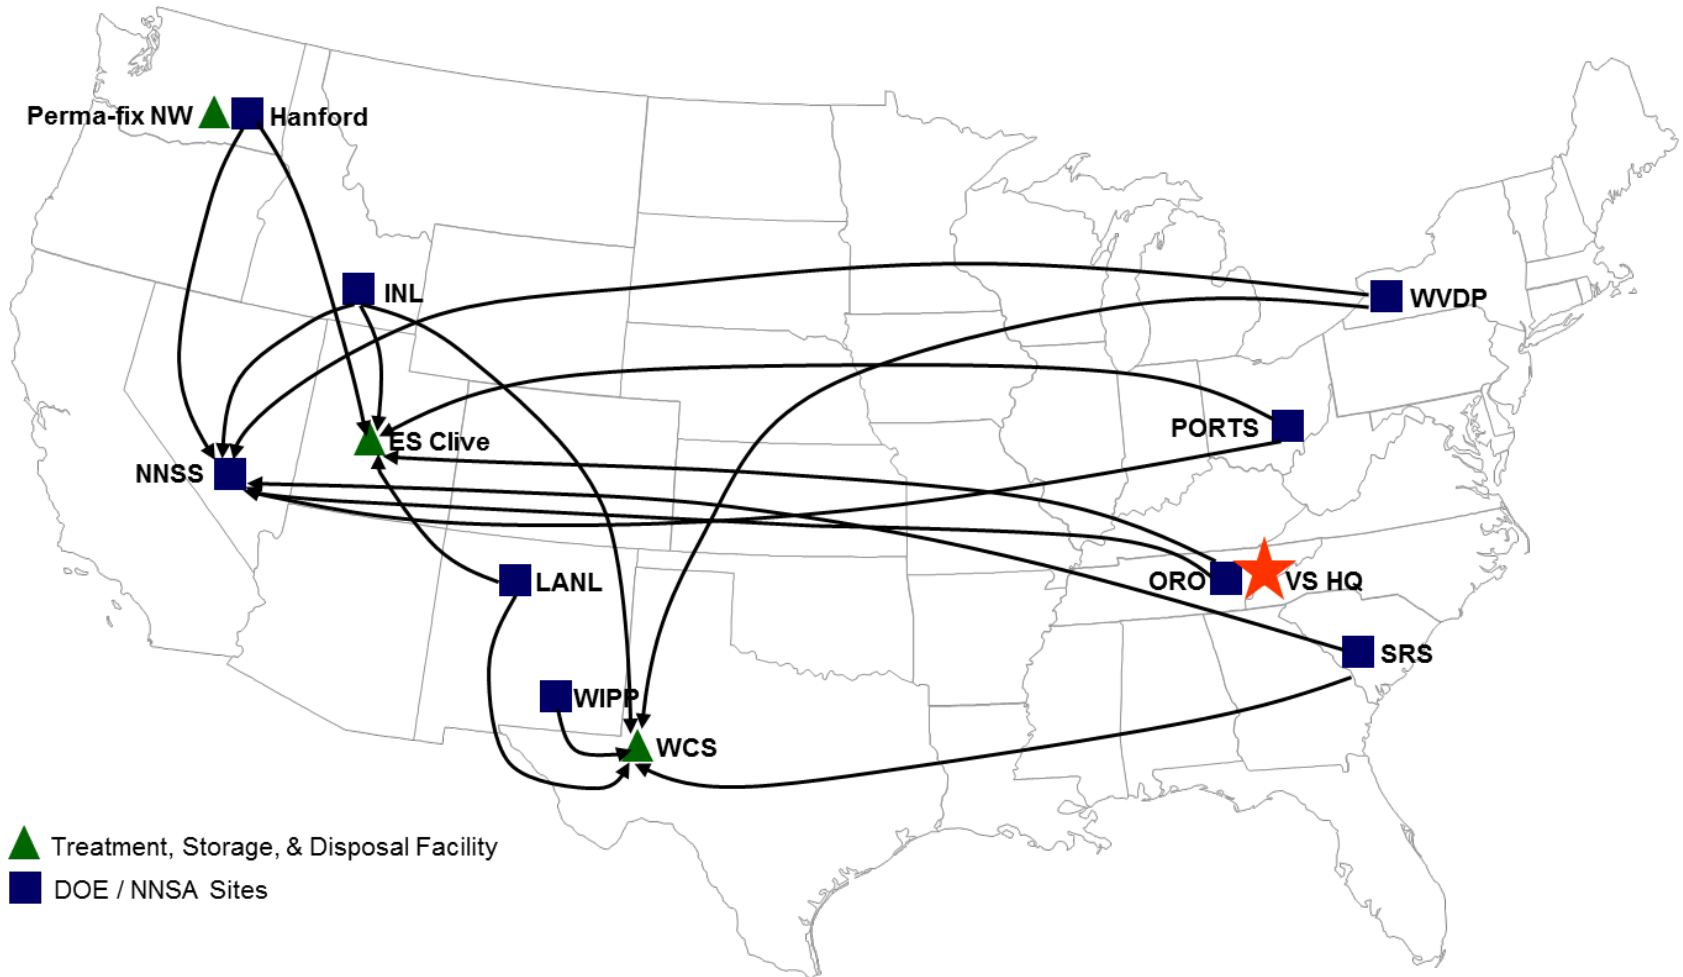 Perma-fix NW
Hanford
INL
WVDP
PORTS
ES Clive
NNSS
LANL
ORO
VS HQ
SRS
WIPP
WCS
Treatment, Storage, & Disposal Facility
DOE / NNSA Sites